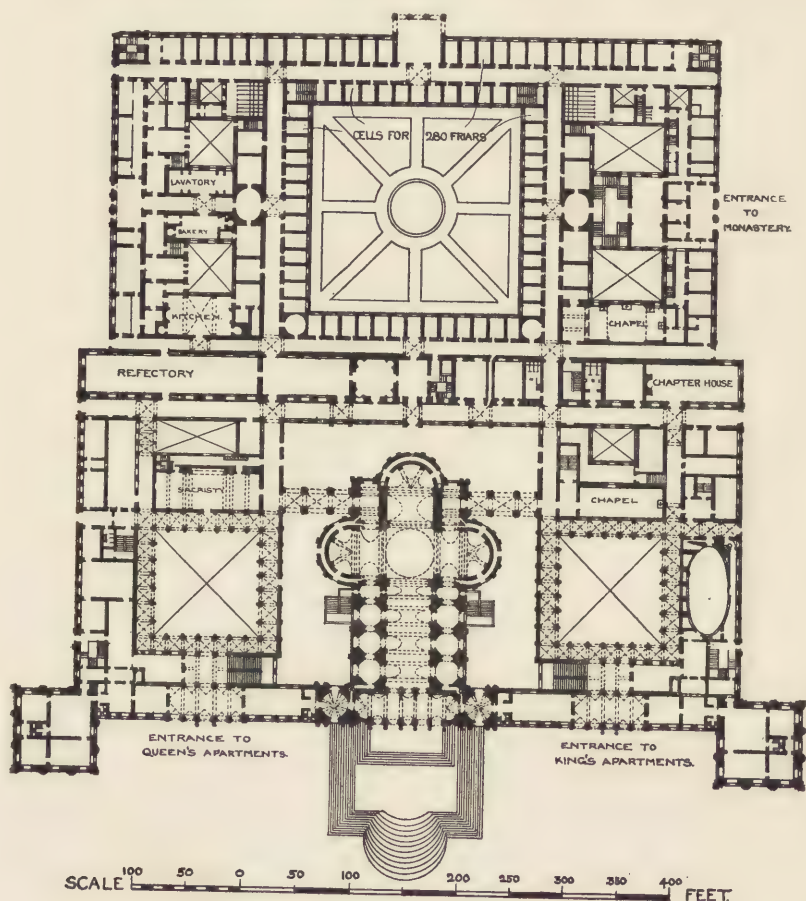 CELLS FOR 280 FRIARS
LAVATORY
ENTRANCE
TO
MONASTERY.
BAKERY
KITCHEN.
CHAPEL
REFECTORY
CHAPTER HOUSE
SACRISTY
CHAPEL
ENTRANCE TO
QUEEN'S APARTMENTS.
ENTRANCE TO
KING'S APARTMENTS.
SCALE 100 50 0 50 100 200 250 300 350 400 FEET.